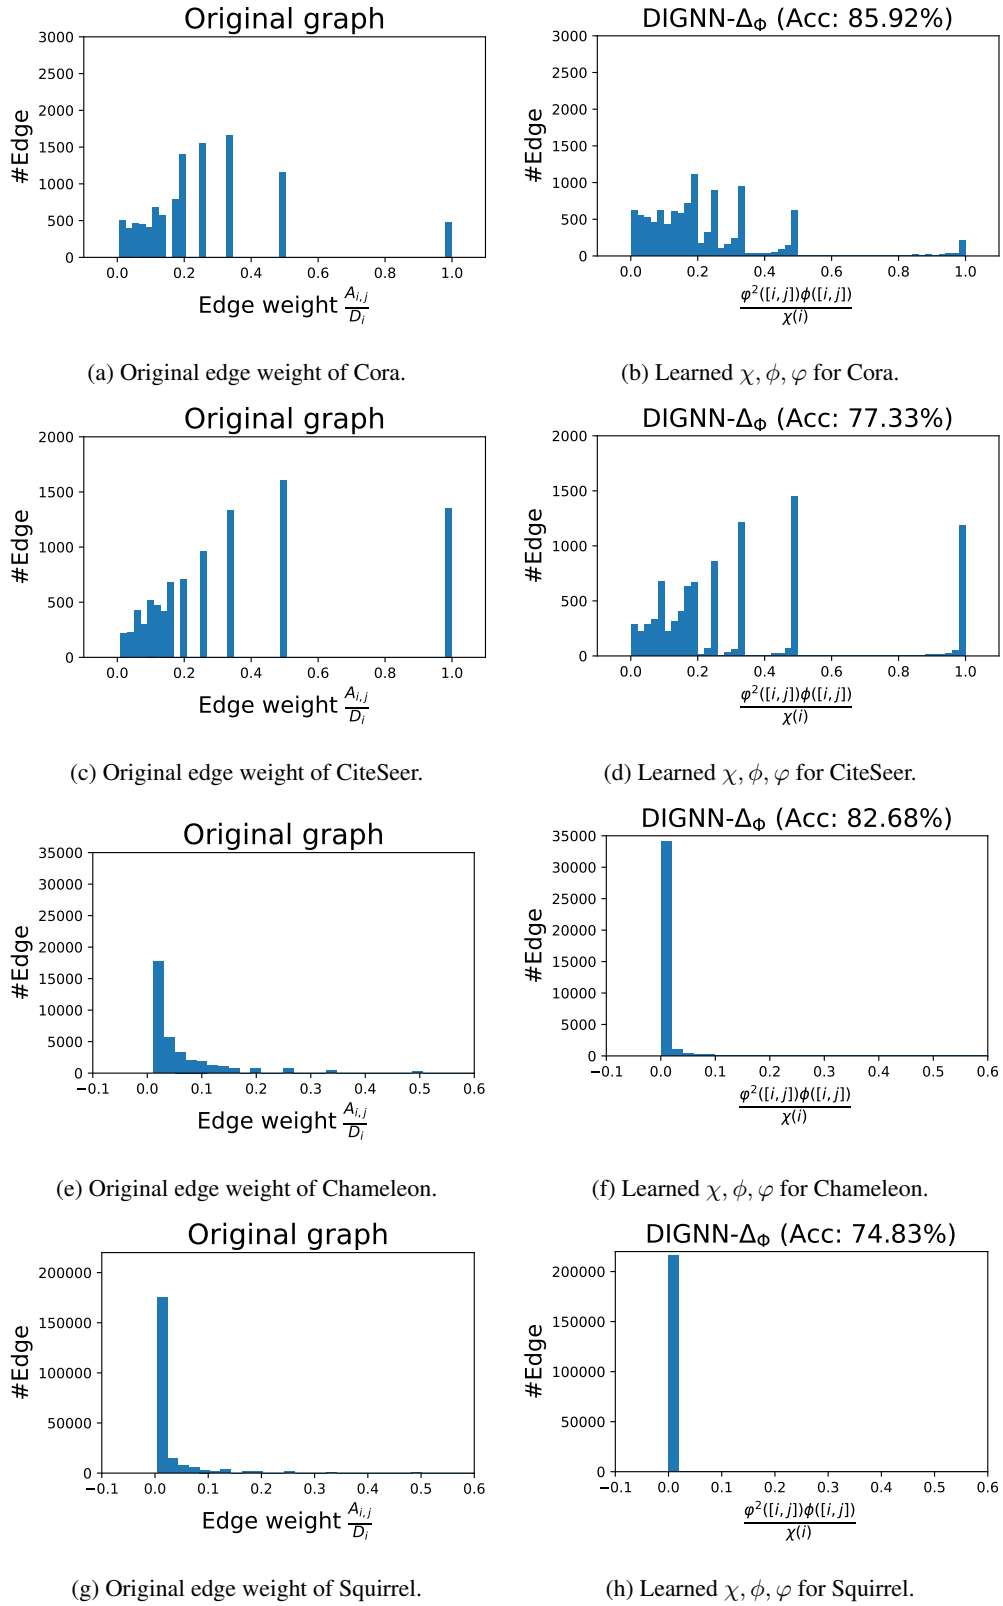 Original graph
3000
2500
2000
1500
1000
500
0
#Edge
0.0 0.2 0.4 0.6 0.8 1.0
Edge weight A_{i,j}/D_i
DIGNN-Δ_Φ (Acc: 85.92%)
3000
2500
2000
1500
1000
500
0
#Edge
0.0 0.2 0.4 0.6 0.8 1.0
φ²([i,j])ϕ([i,j])/χ(i)
(a) Original edge weight of Cora.
(b) Learned χ, ϕ, φ for Cora.
Original graph
2000
1500
1000
500
0
#Edge
0.0 0.2 0.4 0.6 0.8 1.0
Edge weight A_{i,j}/D_i
DIGNN-Δ_Φ (Acc: 77.33%)
2000
1500
1000
500
0
#Edge
0.0 0.2 0.4 0.6 0.8 1.0
φ²([i,j])ϕ([i,j])/χ(i)
(c) Original edge weight of CiteSeer.
(d) Learned χ, ϕ, φ for CiteSeer.
Original graph
35000
30000
25000
20000
15000
10000
5000
0
#Edge
−0.1 0.0 0.1 0.2 0.3 0.4 0.5 0.6
Edge weight A_{i,j}/D_i
DIGNN-Δ_Φ (Acc: 82.68%)
35000
30000
25000
20000
15000
10000
5000
0
#Edge
−0.1 0.0 0.1 0.2 0.3 0.4 0.5 0.6
φ²([i,j])ϕ([i,j])/χ(i)
(e) Original edge weight of Chameleon.
(f) Learned χ, ϕ, φ for Chameleon.
Original graph
200000
150000
100000
50000
0
#Edge
−0.1 0.0 0.1 0.2 0.3 0.4 0.5 0.6
Edge weight A_{i,j}/D_i
DIGNN-Δ_Φ (Acc: 74.83%)
200000
150000
100000
50000
0
#Edge
−0.1 0.0 0.1 0.2 0.3 0.4 0.5 0.6
φ²([i,j])ϕ([i,j])/χ(i)
(g) Original edge weight of Squirrel.
(h) Learned χ, ϕ, φ for Squirrel.